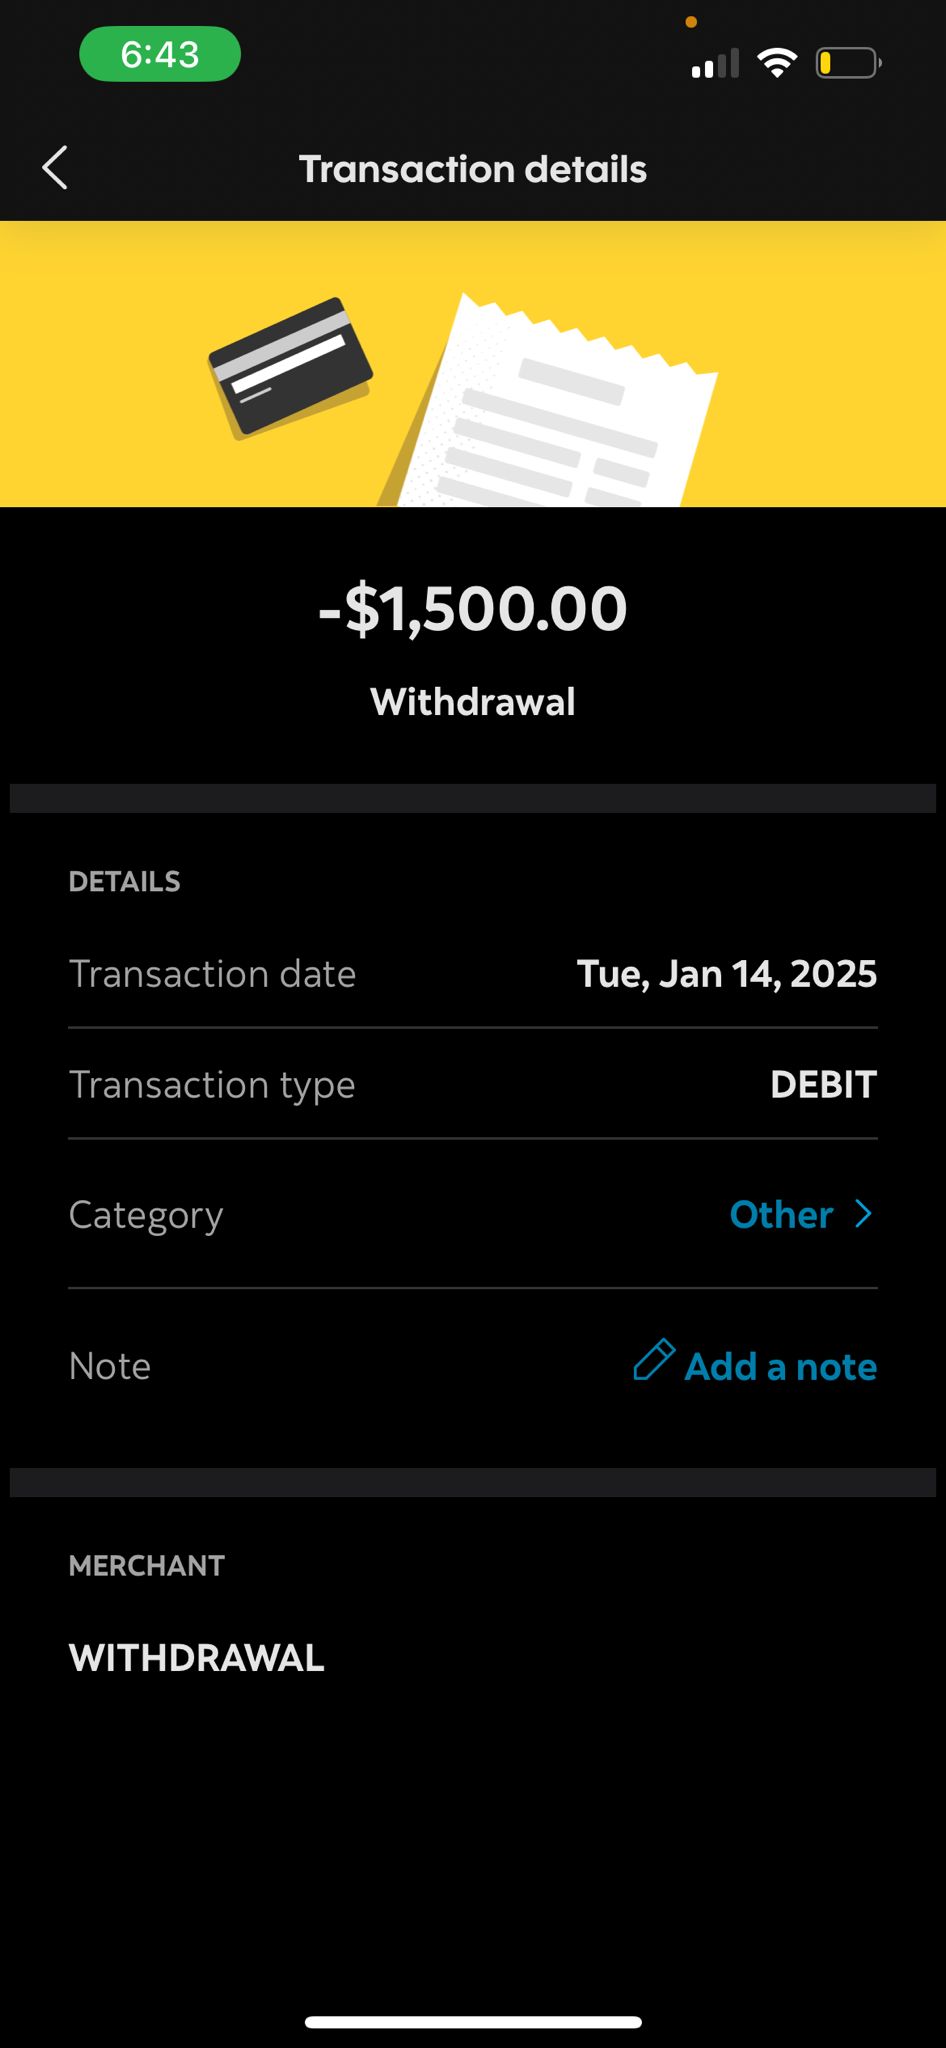 6:43
Transaction details
-$1,500.00
Withdrawal
DETAILS
Transaction date Tue, Jan 14, 2025
Transaction type DEBIT
Category Other
Note Add a note
MERCHANT
WITHDRAWAL